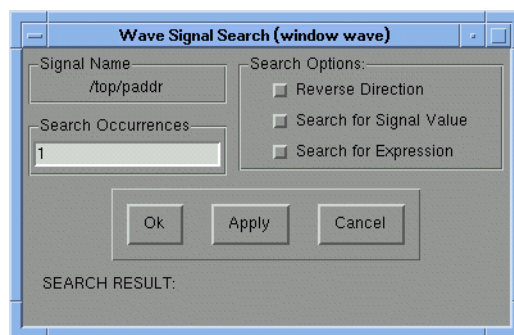 Wave Signal Search (window wave)
Signal Name
/top/paddr
Search Occurrences
1
Search Options:
Reverse Direction
Search for Signal Value
Search for Expression
Ok Apply Cancel
SEARCH RESULT: